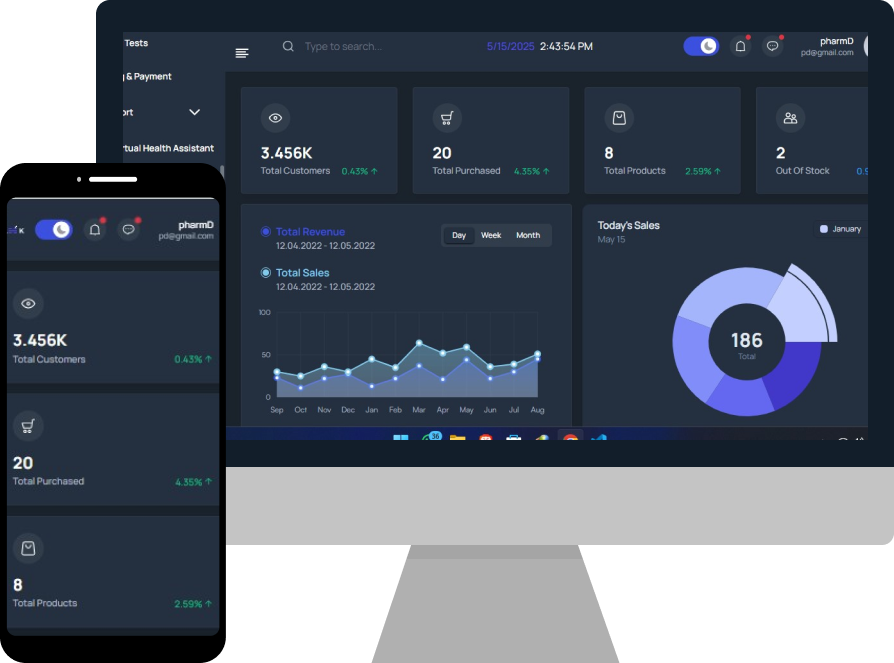 Tests
& Payment
Virtual Health Assistant
Type to search...
5/15/2025 2:43:54 PM
pharmD
pd@gmail.com
3.456K
Total Customers 0.43% ↑
20
Total Purchased 4.35% ↑
8
Total Products 2.59% ↑
2
Out Of Stock
Total Revenue
12.04.2022 - 12.05.2022
Total Sales
12.04.2022 - 12.05.2022
Day Week Month
100
50
0
Sep Oct Nov Dec Jan Feb Mar Apr May Jun Jul Aug
Today's Sales
May 15
January
186
Total
36
pharmD
pd@gmail.com
3.456K
Total Customers 0.43% ↑
20
Total Purchased 4.35% ↑
8
Total Products 2.59% ↑